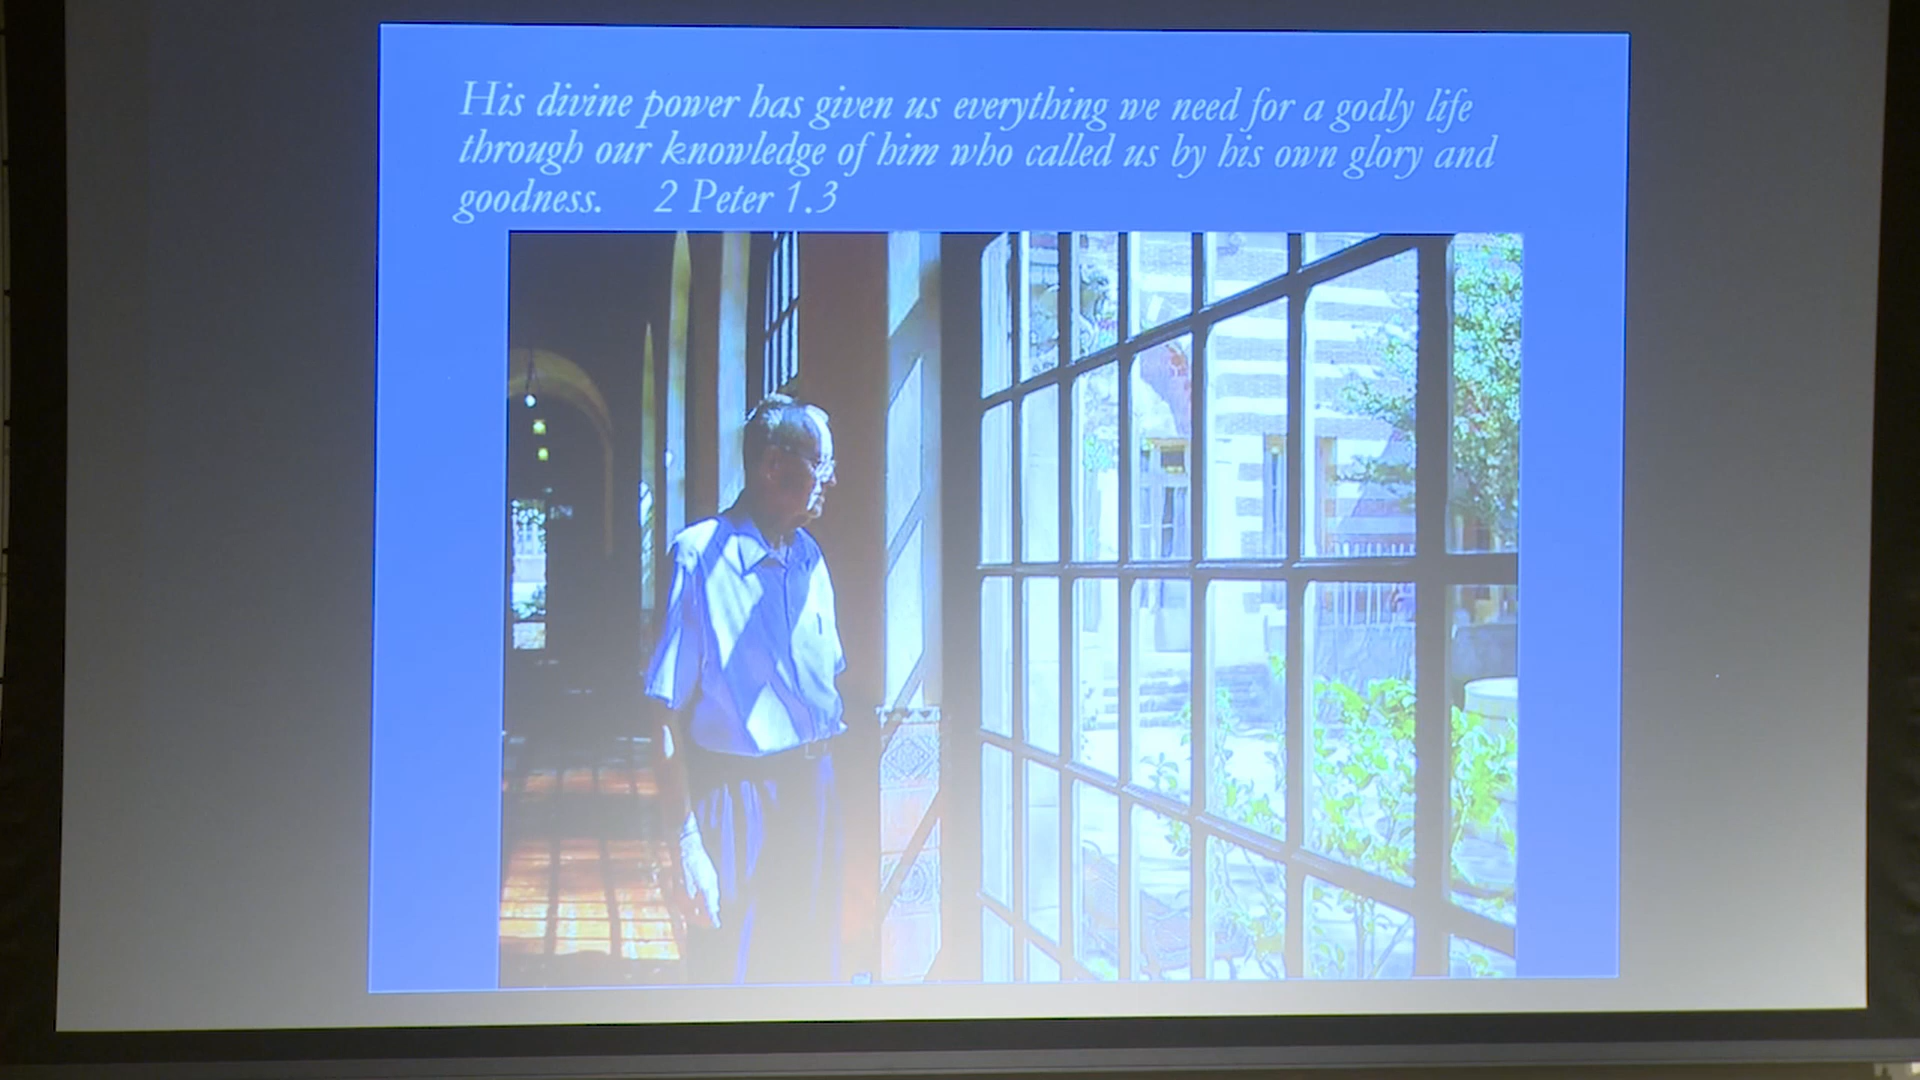 His divine power has given us everything we need for a godly life
through our knowledge of him who called us by his own glory and
goodness. 2 Peter 1.3